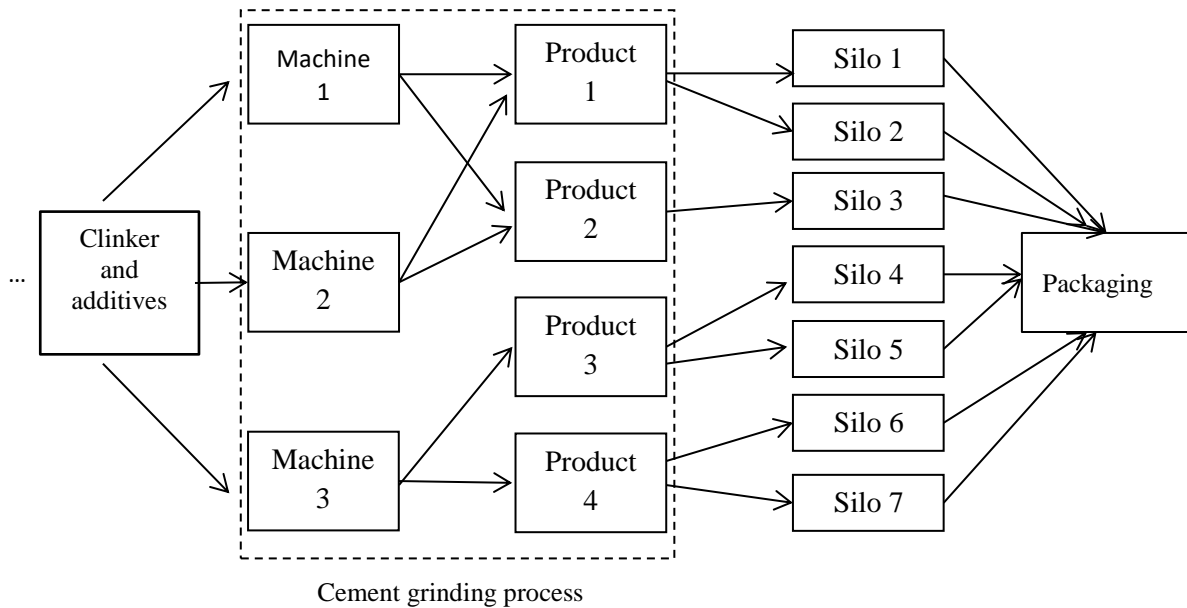 ...
Clinker
and
additives
Machine
1
Machine
2
Machine
3
Product
1
Product
2
Product
3
Product
4
Silo 1
Silo 2
Silo 3
Silo 4
Silo 5
Silo 6
Silo 7
Packaging
Cement grinding process